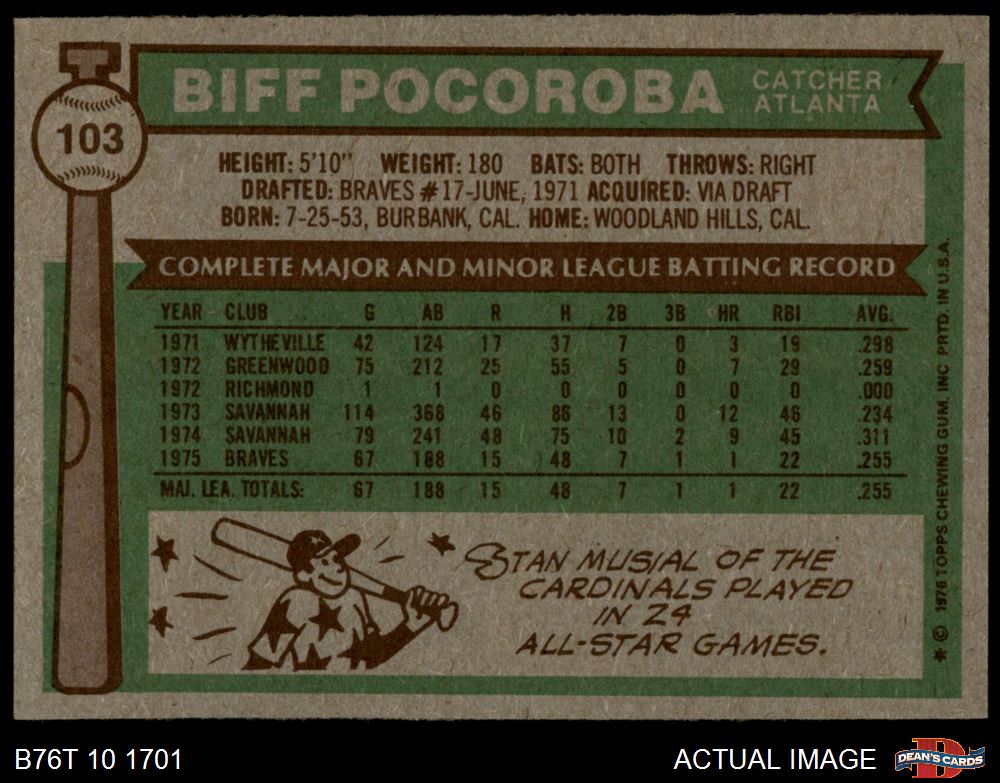 103
BIFF POCOROBA
CATCHER
ATLANTA
HEIGHT: 5'10" WEIGHT: 180 BATS: BOTH THROWS: RIGHT
DRAFTED: BRAVES #17-JUNE, 1971 ACQUIRED: VIA DRAFT
BORN: 7-25-53, BURBANK, CAL. HOME: WOODLAND HILLS, CAL.
COMPLETE MAJOR AND MINOR LEAGUE BATTING RECORD
YEAR CLUB G AB R H 2B 3B HR RBI AVG.
1971 WYTHEVILLE 42 124 17 37 7 0 3 19 .298
1972 GREENWOOD 75 212 25 55 5 0 7 29 .259
1972 RICHMOND 1 1 0 0 0 0 0 0 .000
1973 SAVANNAH 114 368 46 86 13 0 12 46 .234
1974 SAVANNAH 79 241 48 75 10 2 9 45 .311
1975 BRAVES 67 188 15 48 7 1 1 22 .255
MAJ. LEA. TOTALS: 67 188 15 48 7 1 1 22 .255
STAN MUSIAL OF THE
CARDINALS PLAYED
IN 24
ALL-STAR GAMES.
* © 1976 TOPPS CHEWING GUM, INC PRTD. IN U.S.A.
B76T 10 1701
ACTUAL IMAGE
D
DEAN'S CARDS